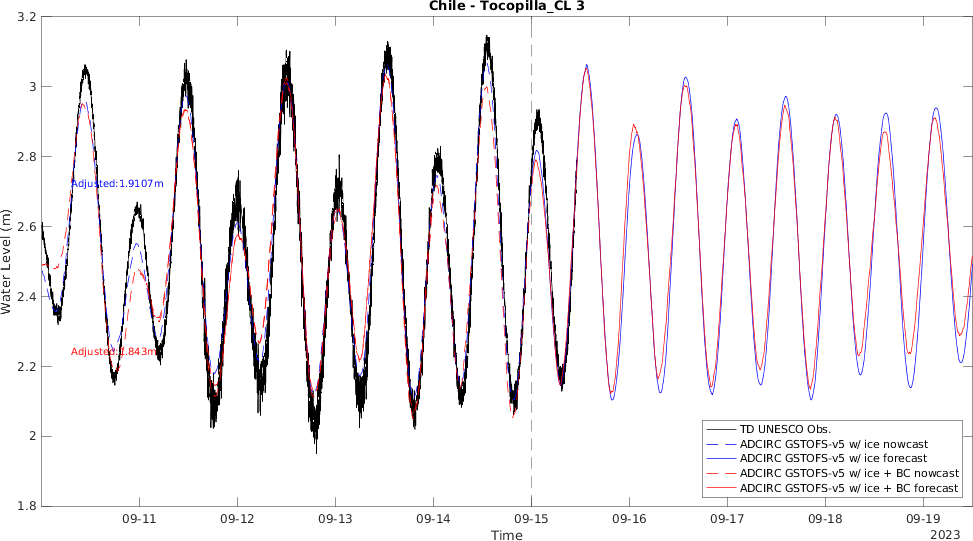 Chile - Tocopilla_CL 3
3.2
3
2.8
2.6
2.4
2.2
2
1.8
Water Level (m)
Adjusted:1.9107m
Adjusted:1.843m
TD UNESCO Obs.
ADCIRC GSTOFS-v5 w/ ice nowcast
ADCIRC GSTOFS-v5 w/ ice forecast
ADCIRC GSTOFS-v5 w/ ice + BC nowcast
ADCIRC GSTOFS-v5 w/ ice + BC forecast
09-11 09-12 09-13 09-14 09-15 09-16 09-17 09-18 09-19
Time
2023